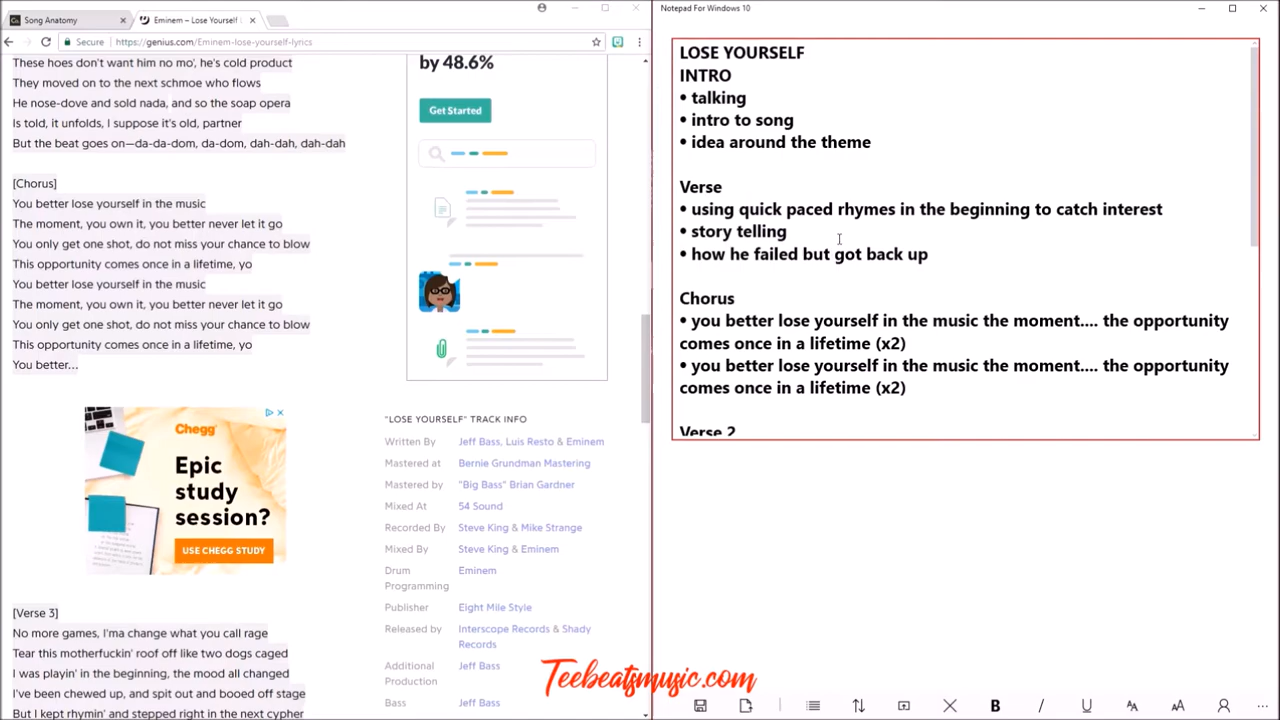 Song Anatomy
Eminem – Lose Yourself L
Secure
https://genius.com/Eminem-lose-yourself-lyrics
These hoes don't want him no mo', he's cold product
They moved on to the next schmoe who flows
He nose-dove and sold nada, and so the soap opera
Is told, it unfolds, I suppose it's old, partner
But the beat goes on—da-da-dom, da-dom, dah-dah, dah-dah
[Chorus]
You better lose yourself in the music
The moment, you own it, you better never let it go
You only get one shot, do not miss your chance to blow
This opportunity comes once in a lifetime, yo
You better lose yourself in the music
The moment, you own it, you better never let it go
You only get one shot, do not miss your chance to blow
This opportunity comes once in a lifetime, yo
You better...
Chegg
Epic
study
session?
USE CHEGG STUDY
[Verse 3]
No more games, I'ma change what you call rage
Tear this motherfuckin' roof off like two dogs caged
I was playin' in the beginning, the mood all changed
I've been chewed up, and spit out and booed off stage
But I kept rhymin' and stepped right in the next cypher
by 48.6%
Get Started
"LOSE YOURSELF" TRACK INFO
Written By Jeff Bass, Luis Resto & Eminem
Mastered at Bernie Grundman Mastering
Mastered by "Big Bass" Brian Gardner
Mixed At 54 Sound
Recorded By Steve King & Mike Strange
Mixed By Steve King & Eminem
Drum Eminem
Programming
Publisher Eight Mile Style
Released by Interscope Records & Shady
Records
Additional Jeff Bass
Production
Bass Jeff Bass
Notepad For Windows 10
LOSE YOURSELF
INTRO
• talking
• intro to song
• idea around the theme
Verse
• using quick paced rhymes in the beginning to catch interest
• story telling
• how he failed but got back up
Chorus
• you better lose yourself in the music the moment.... the opportunity
comes once in a lifetime (x2)
• you better lose yourself in the music the moment.... the opportunity
comes once in a lifetime (x2)
Verse 2
Teebeatsmusic.com
B I U A A